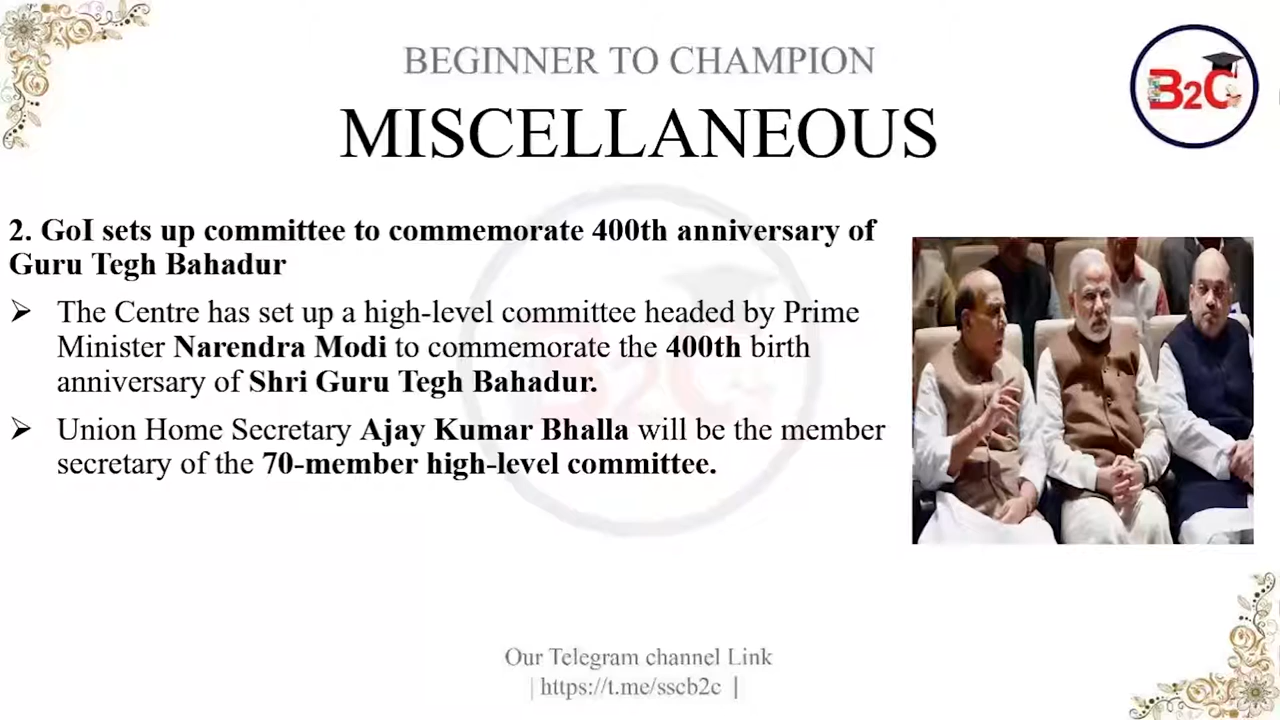 BEGINNER TO CHAMPION
B2C
MISCELLANEOUS
2. GoI sets up committee to commemorate 400th anniversary of
Guru Tegh Bahadur
➤ The Centre has set up a high-level committee headed by Prime
Minister Narendra Modi to commemorate the 400th birth
anniversary of Shri Guru Tegh Bahadur.
➤ Union Home Secretary Ajay Kumar Bhalla will be the member
secretary of the 70-member high-level committee.
B2C
Our Telegram channel Link
| https://t.me/sscb2c |